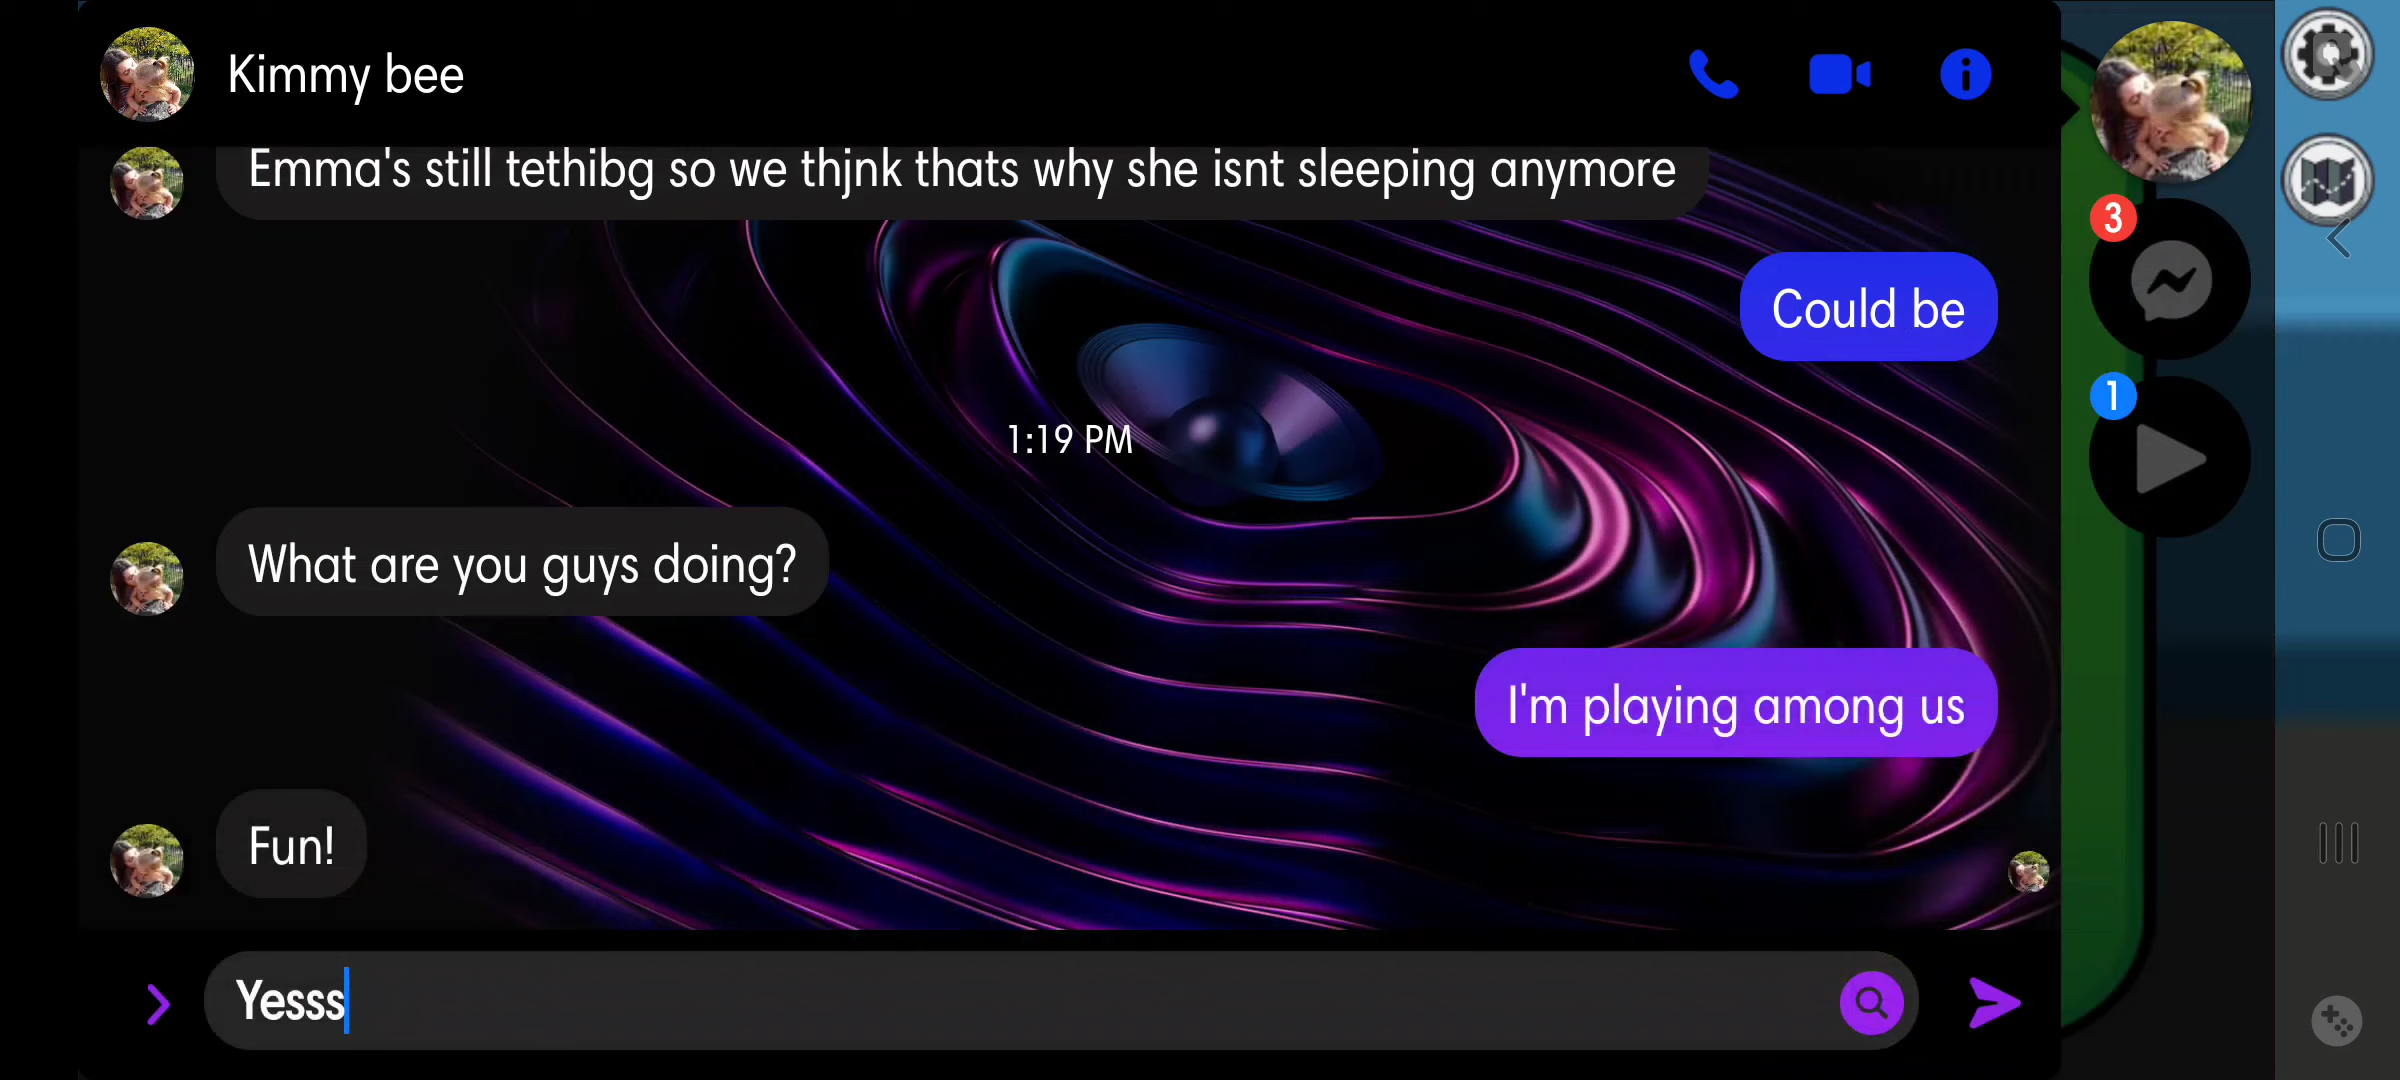 Kimmy bee
Emma's still tethibg so we thjnk thats why she isnt sleeping anymore
Could be
1:19 PM
What are you guys doing?
I'm playing among us
Fun!
Yesss
3
1